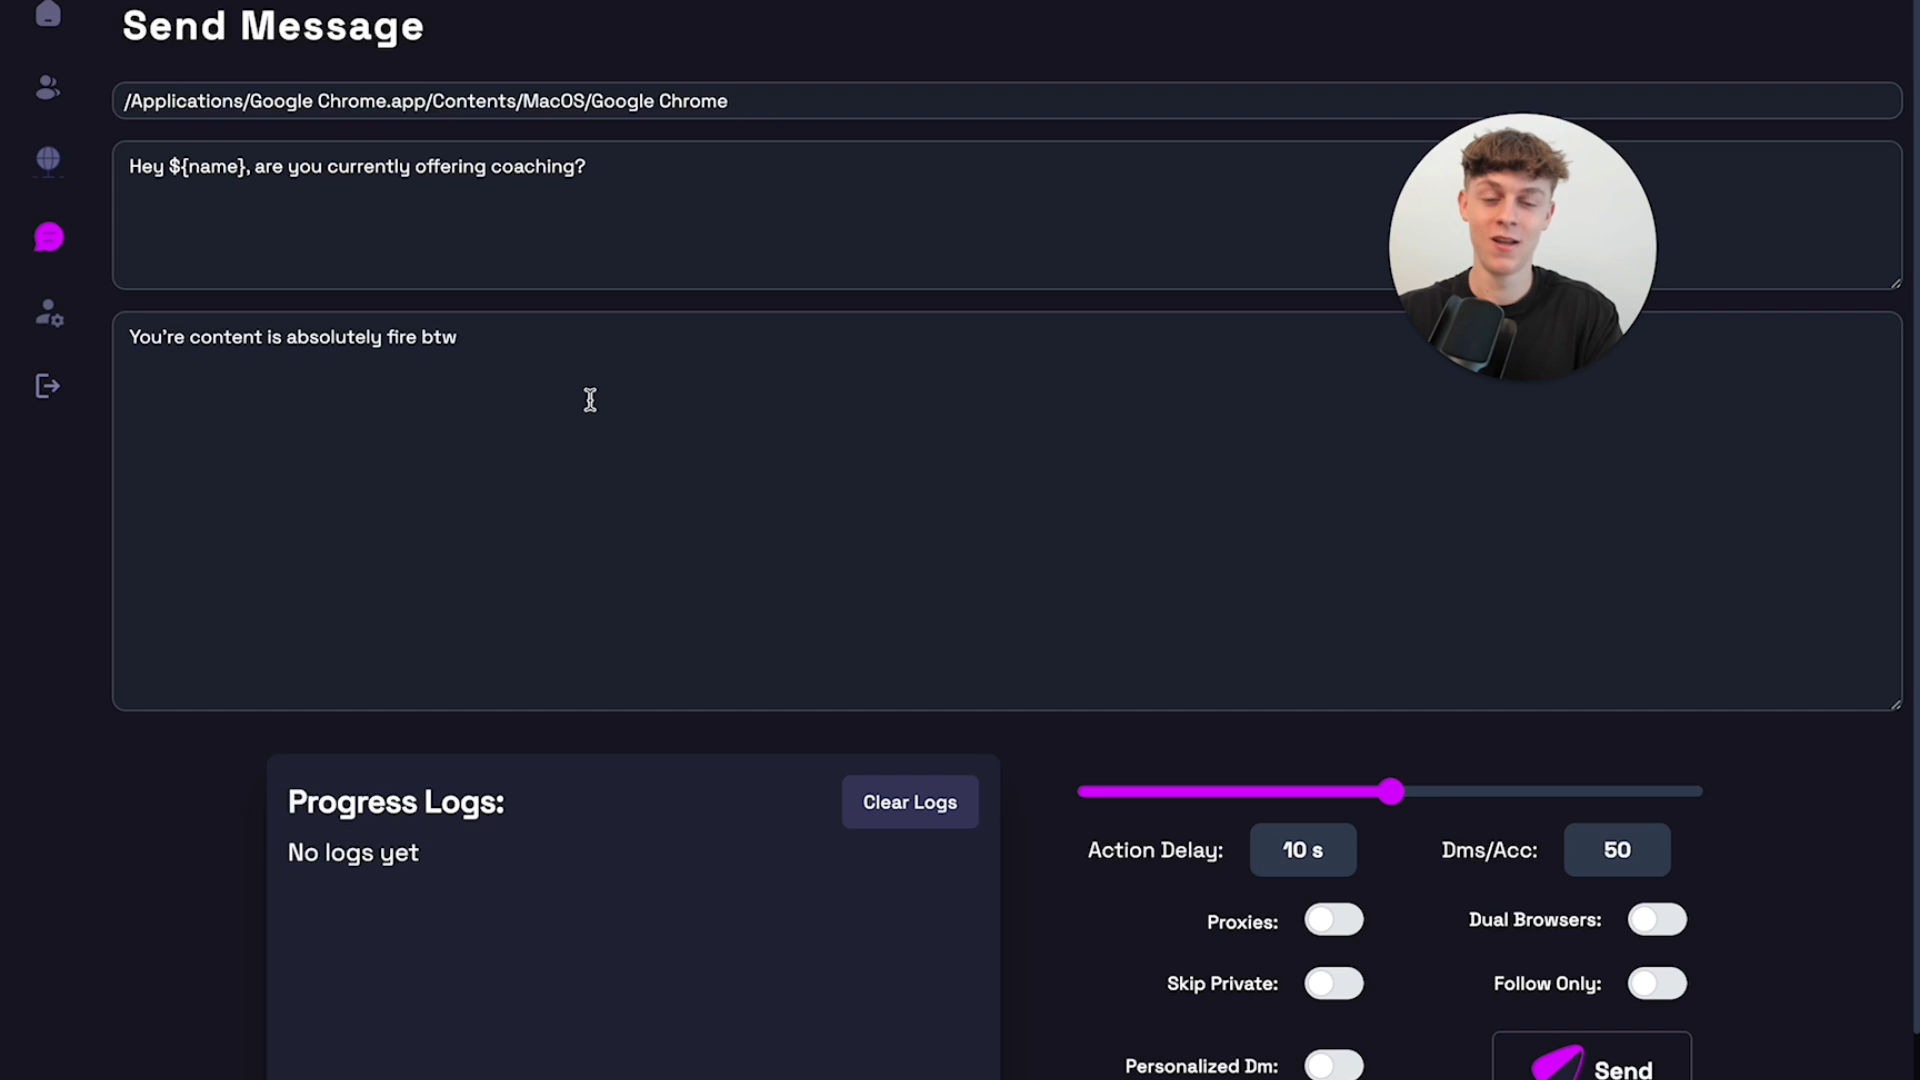 Send Message
/Applications/Google Chrome.app/Contents/MacOS/Google Chrome
Hey ${name}, are you currently offering coaching?
You're content is absolutely fire btw
Progress Logs:
Clear Logs
No logs yet
Action Delay: 10 s
Dms/Acc: 50
Proxies:
Dual Browsers:
Skip Private:
Follow Only:
Personalized Dm:
Send